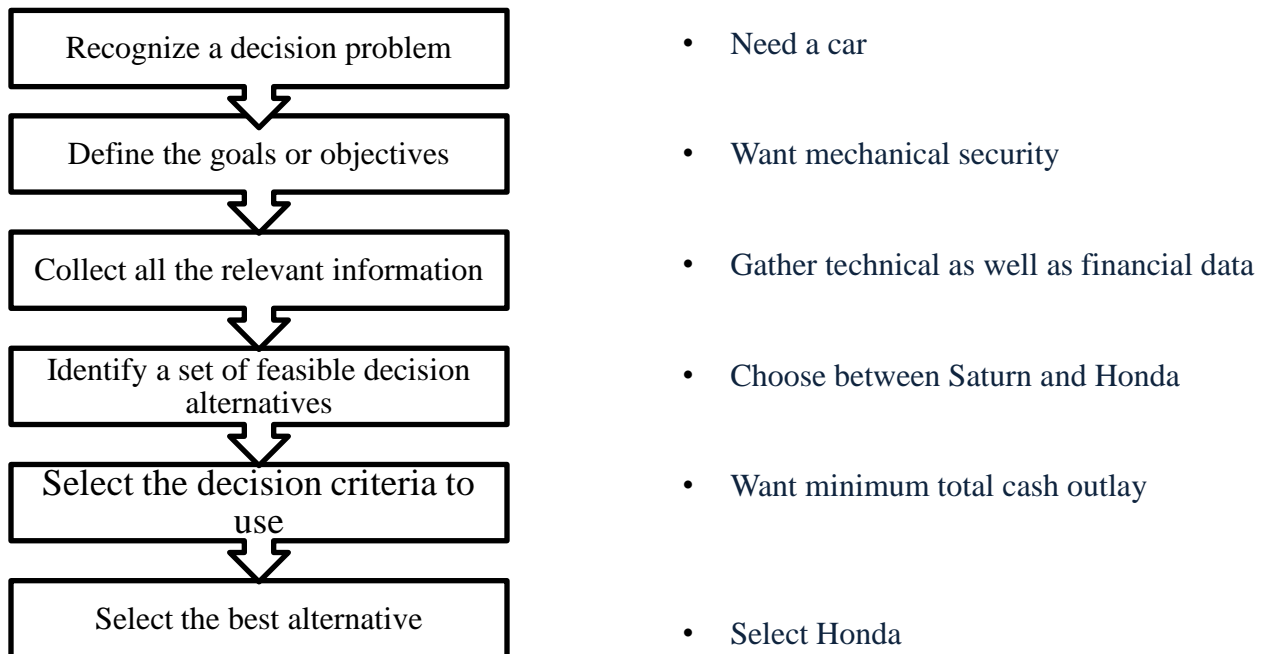 Recognize a decision problem
• Need a car
Define the goals or objectives
• Want mechanical security
Collect all the relevant information
• Gather technical as well as financial data
Identify a set of feasible decision
alternatives
• Choose between Saturn and Honda
Select the decision criteria to
use
• Want minimum total cash outlay
Select the best alternative
• Select Honda